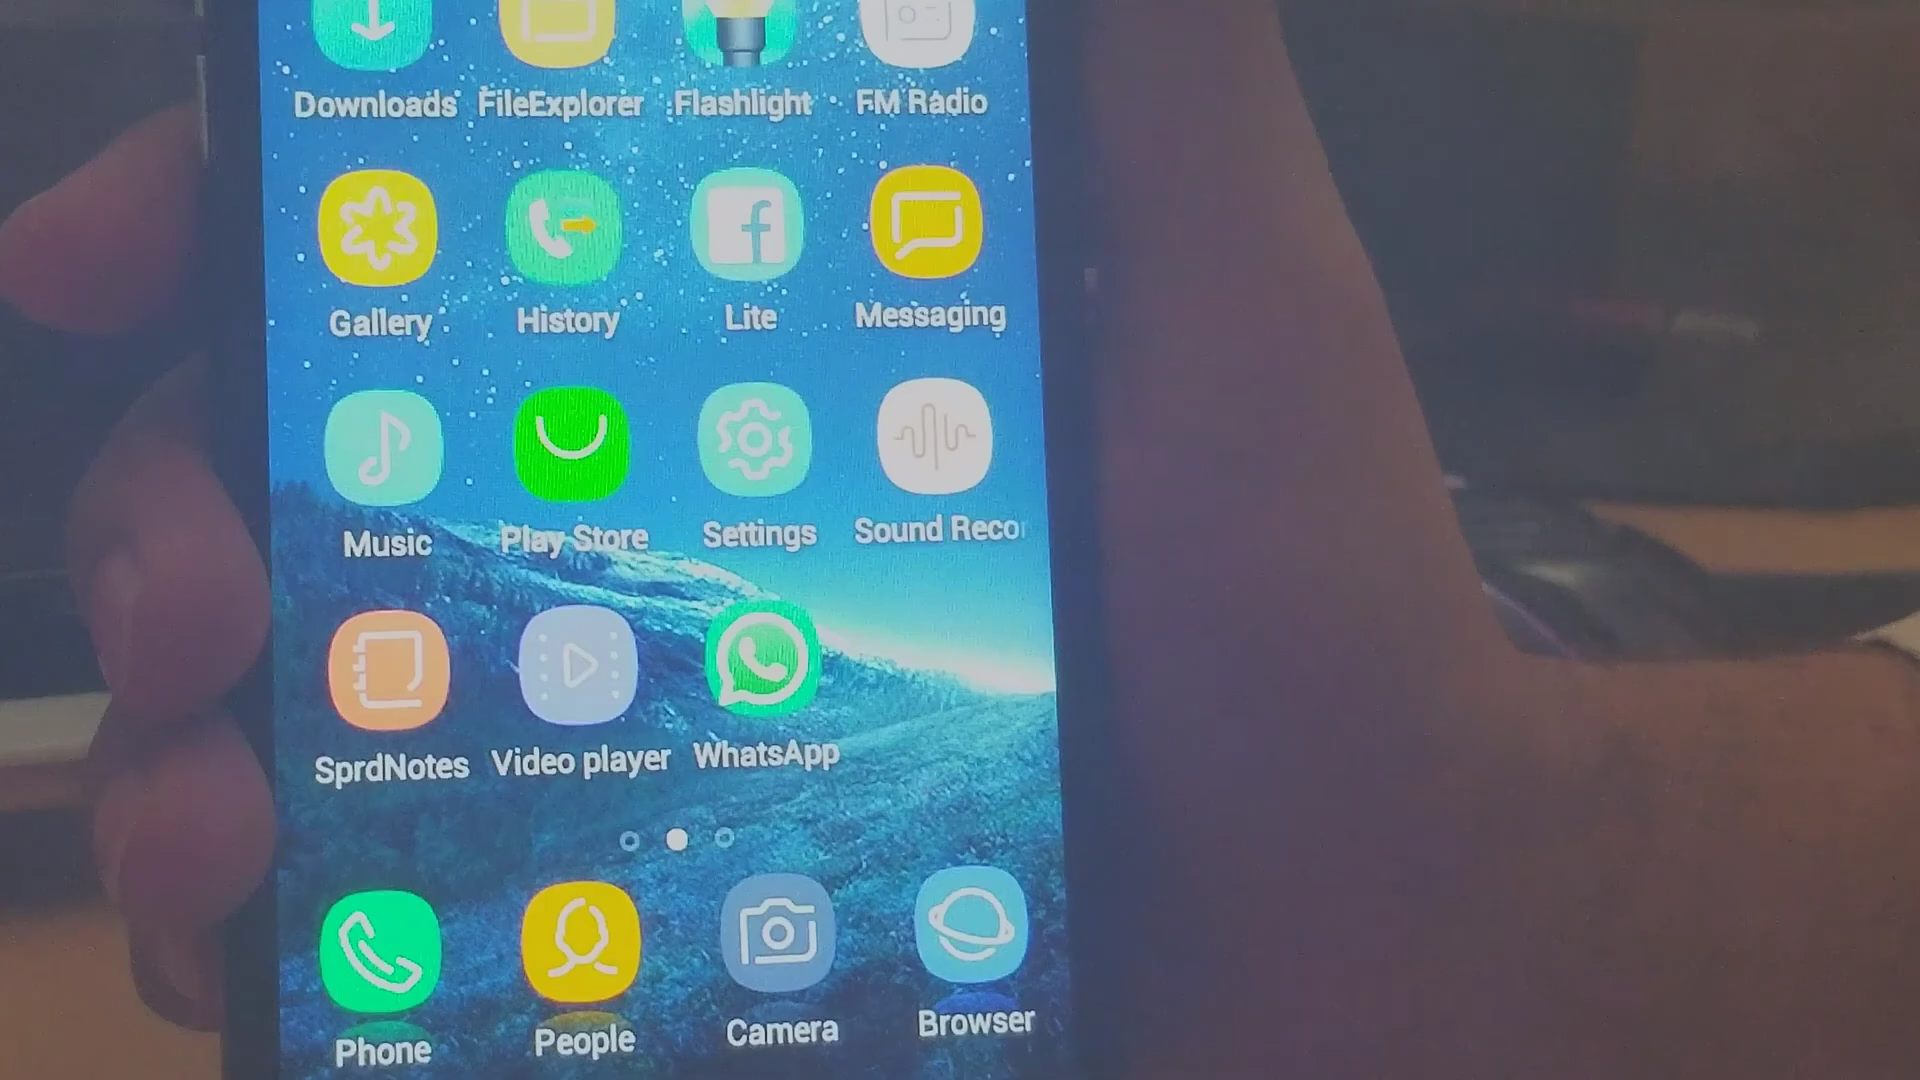 Downloads FileExplorer Flashlight FM Radio
Gallery History Lite Messaging
Music Play Store Settings Sound Reco
SprdNotes Video player WhatsApp
Phone People Camera Browser